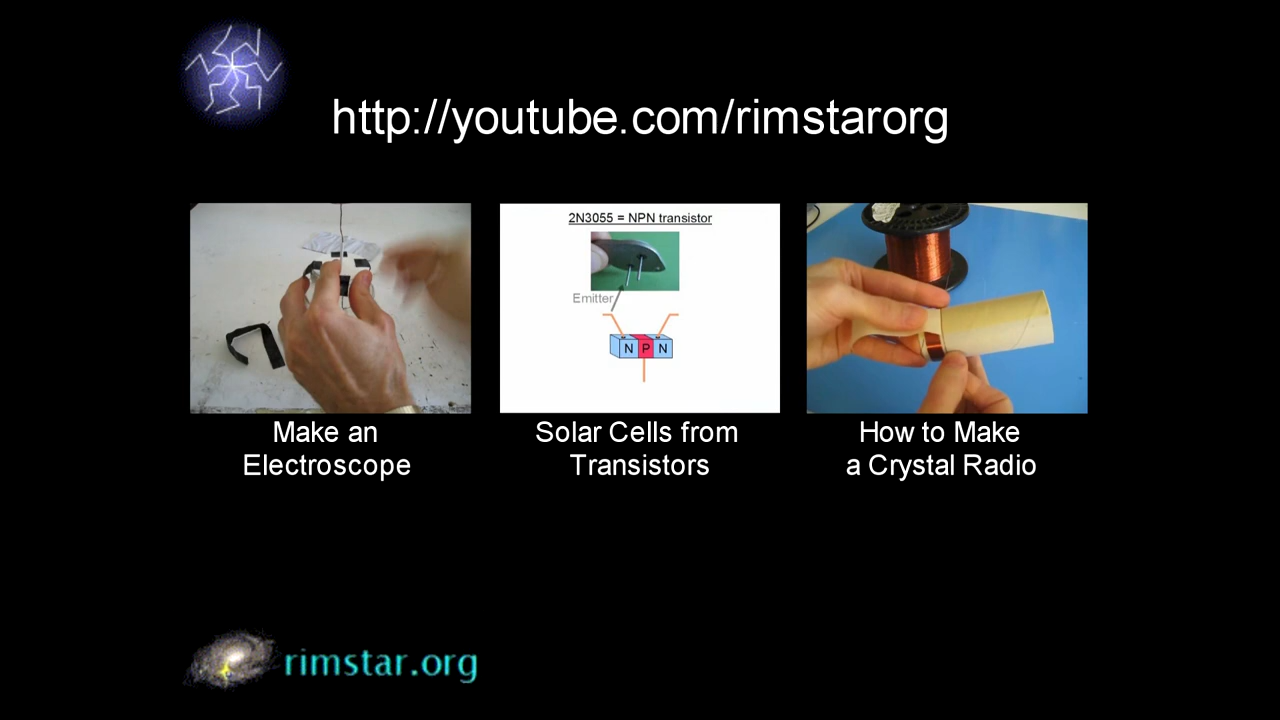 http://youtube.com/rimstarorg
2N3055 = NPN transistor
Emitter
N P N
Make an
Electroscope
Solar Cells from
Transistors
How to Make
a Crystal Radio
rimstar.org